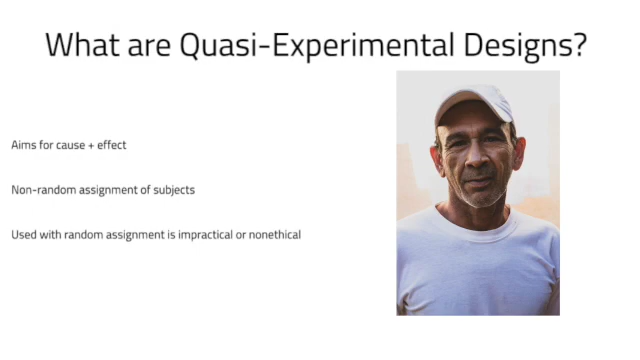 What are Quasi-Experimental Designs?
Aims for cause + effect
Non-random assignment of subjects
Used with random assignment is impractical or nonethical